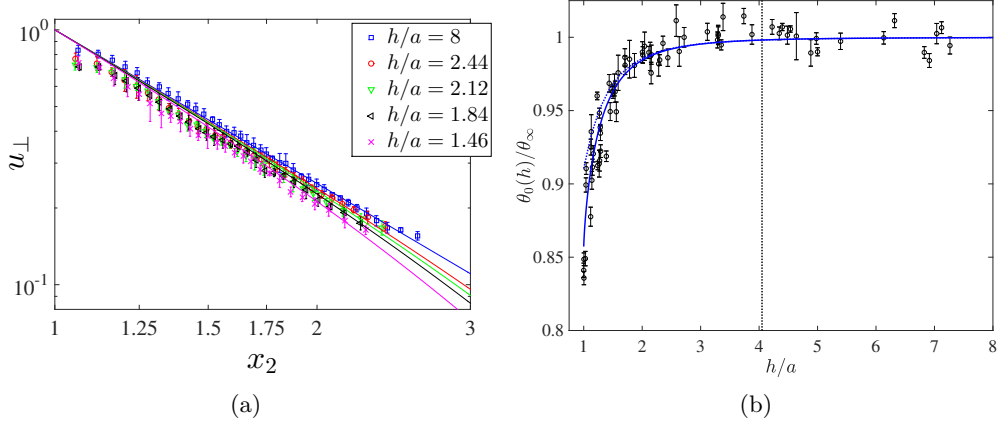 10^0
10^{-1}
u_⊥
1
1.25
1.5
1.75
2
3
x_2
h/a = 8
h/a = 2.44
h/a = 2.12
h/a = 1.84
h/a = 1.46
(a)
1
0.95
0.9
0.85
0.8
θ_0(h)/θ_∞
1
2
3
4
5
6
7
8
h/a
(b)